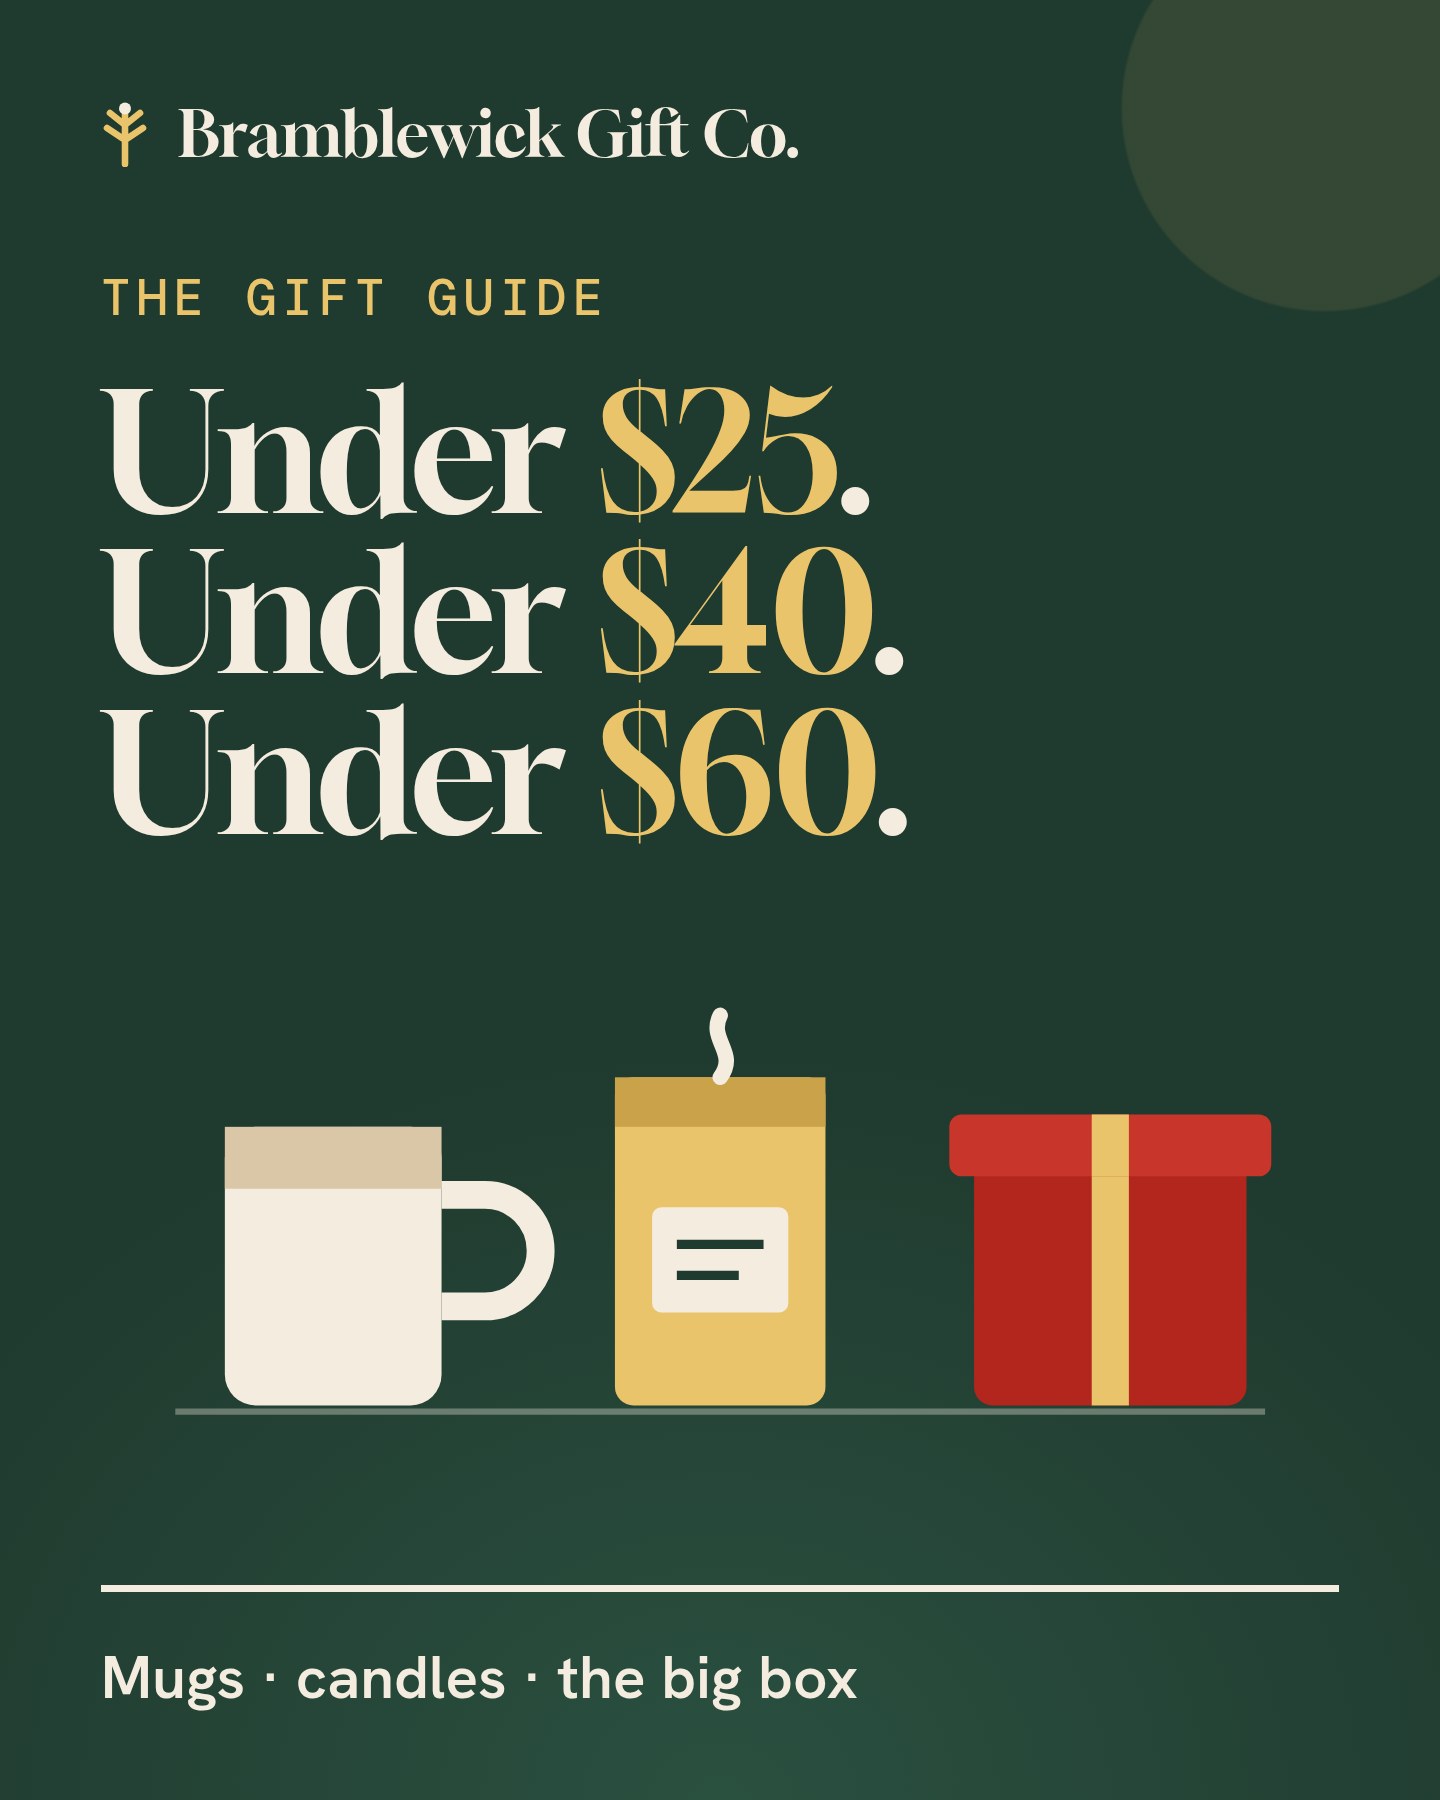 Bramblewick Gift Co.
THE GIFT GUIDE
Under $25.
Under $40.
Under $60.
Mugs · candles · the big box